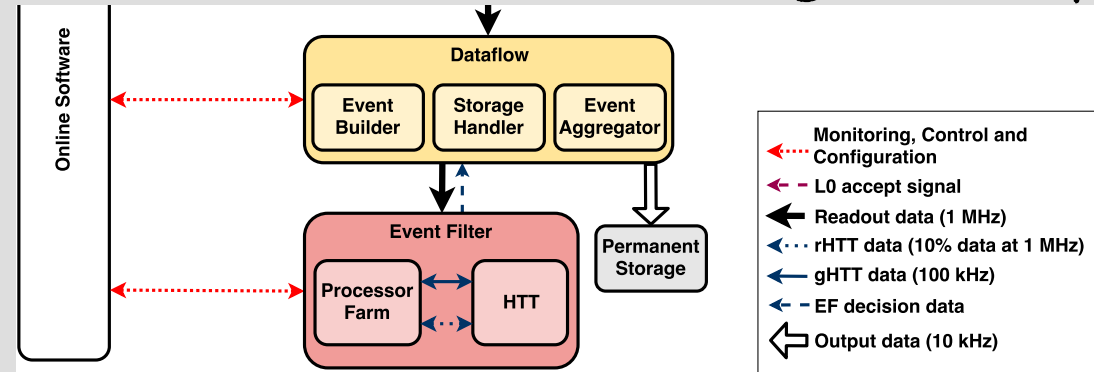 Online Software
Dataflow
Event
Builder
Storage
Handler
Event
Aggregator
Event Filter
Processor
Farm
HTT
Permanent
Storage
Monitoring, Control and
Configuration
L0 accept signal
Readout data (1 MHz)
rHTT data (10% data at 1 MHz)
gHTT data (100 kHz)
EF decision data
Output data (10 kHz)